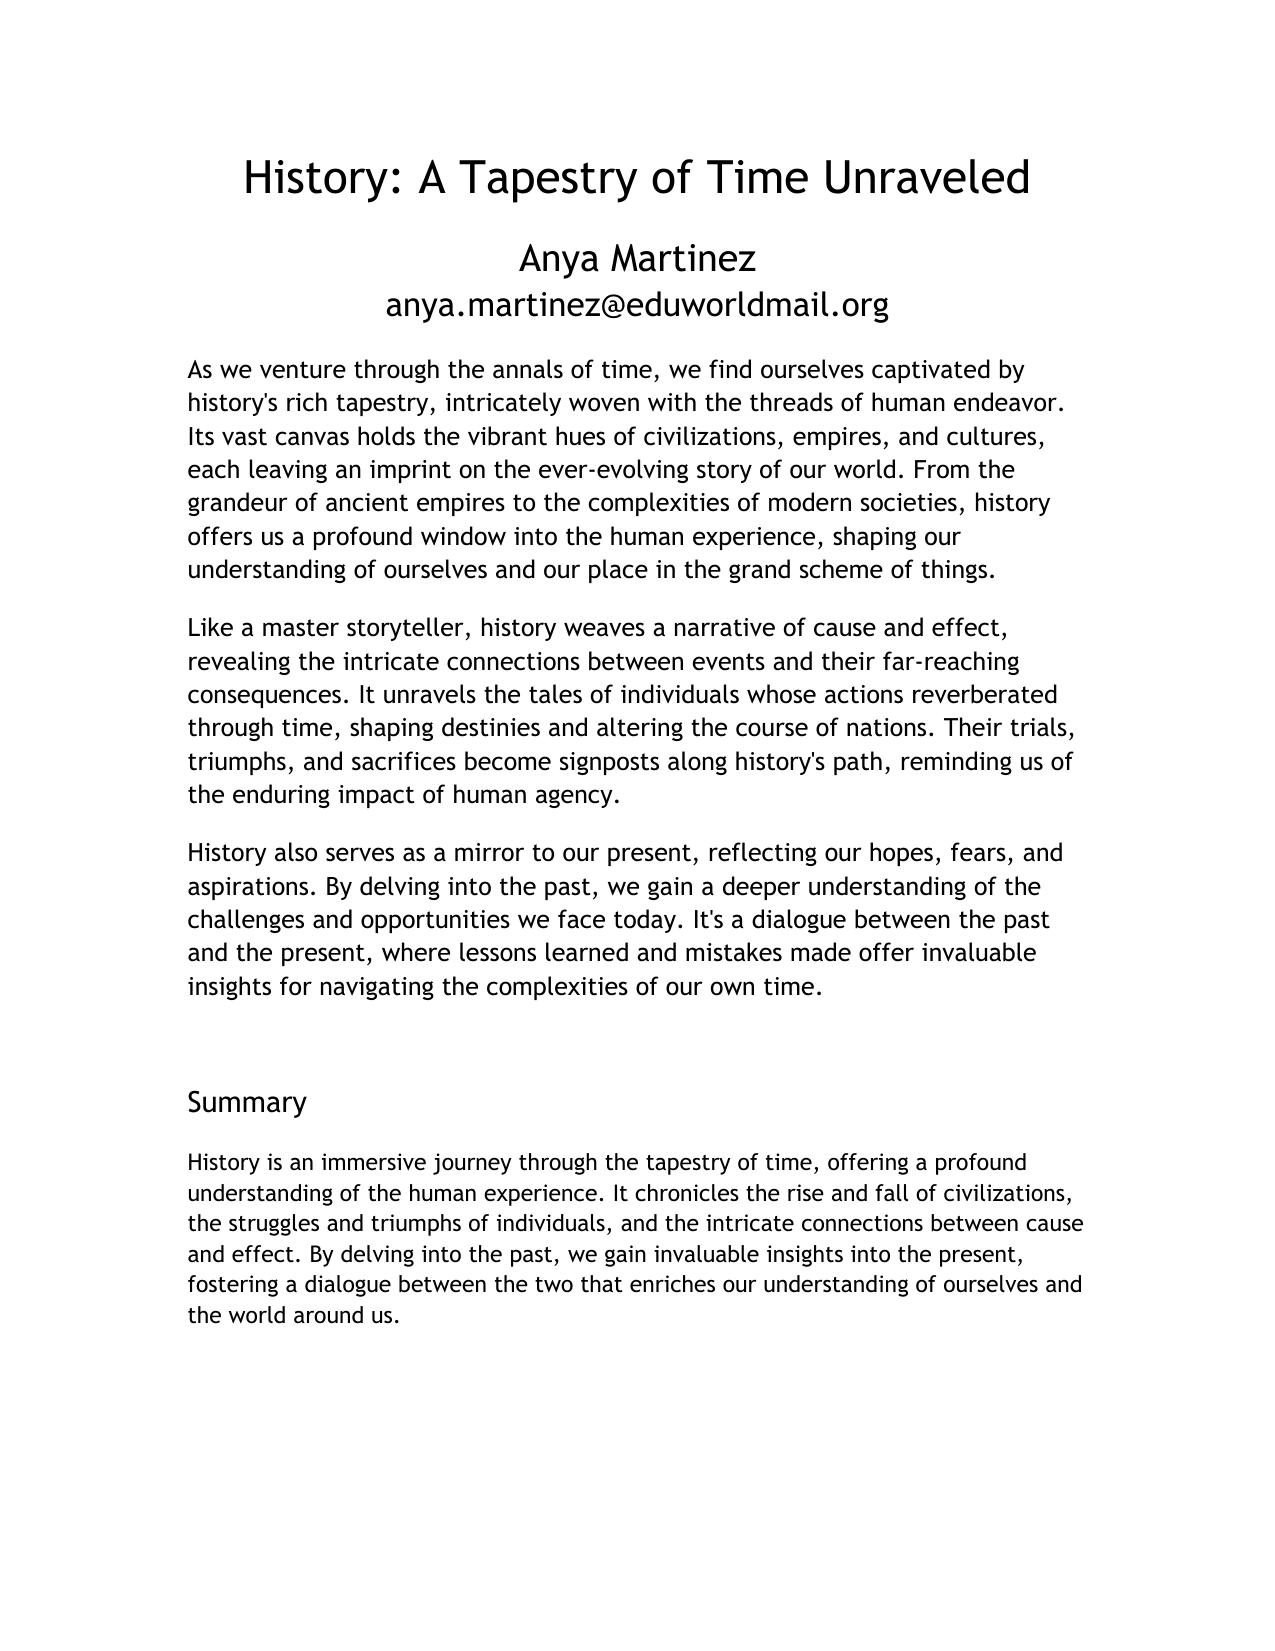 History: A Tapestry of Time Unraveled
Anya Martinez
anya.martinez@eduworldmail.org
As we venture through the annals of time, we find ourselves captivated by
history's rich tapestry, intricately woven with the threads of human endeavor.
Its vast canvas holds the vibrant hues of civilizations, empires, and cultures,
each leaving an imprint on the ever-evolving story of our world. From the
grandeur of ancient empires to the complexities of modern societies, history
offers us a profound window into the human experience, shaping our
understanding of ourselves and our place in the grand scheme of things.
Like a master storyteller, history weaves a narrative of cause and effect,
revealing the intricate connections between events and their far-reaching
consequences. It unravels the tales of individuals whose actions reverberated
through time, shaping destinies and altering the course of nations. Their trials,
triumphs, and sacrifices become signposts along history's path, reminding us of
the enduring impact of human agency.
History also serves as a mirror to our present, reflecting our hopes, fears, and
aspirations. By delving into the past, we gain a deeper understanding of the
challenges and opportunities we face today. It's a dialogue between the past
and the present, where lessons learned and mistakes made offer invaluable
insights for navigating the complexities of our own time.
Summary
History is an immersive journey through the tapestry of time, offering a profound
understanding of the human experience. It chronicles the rise and fall of civilizations,
the struggles and triumphs of individuals, and the intricate connections between cause
and effect. By delving into the past, we gain invaluable insights into the present,
fostering a dialogue between the two that enriches our understanding of ourselves and
the world around us.